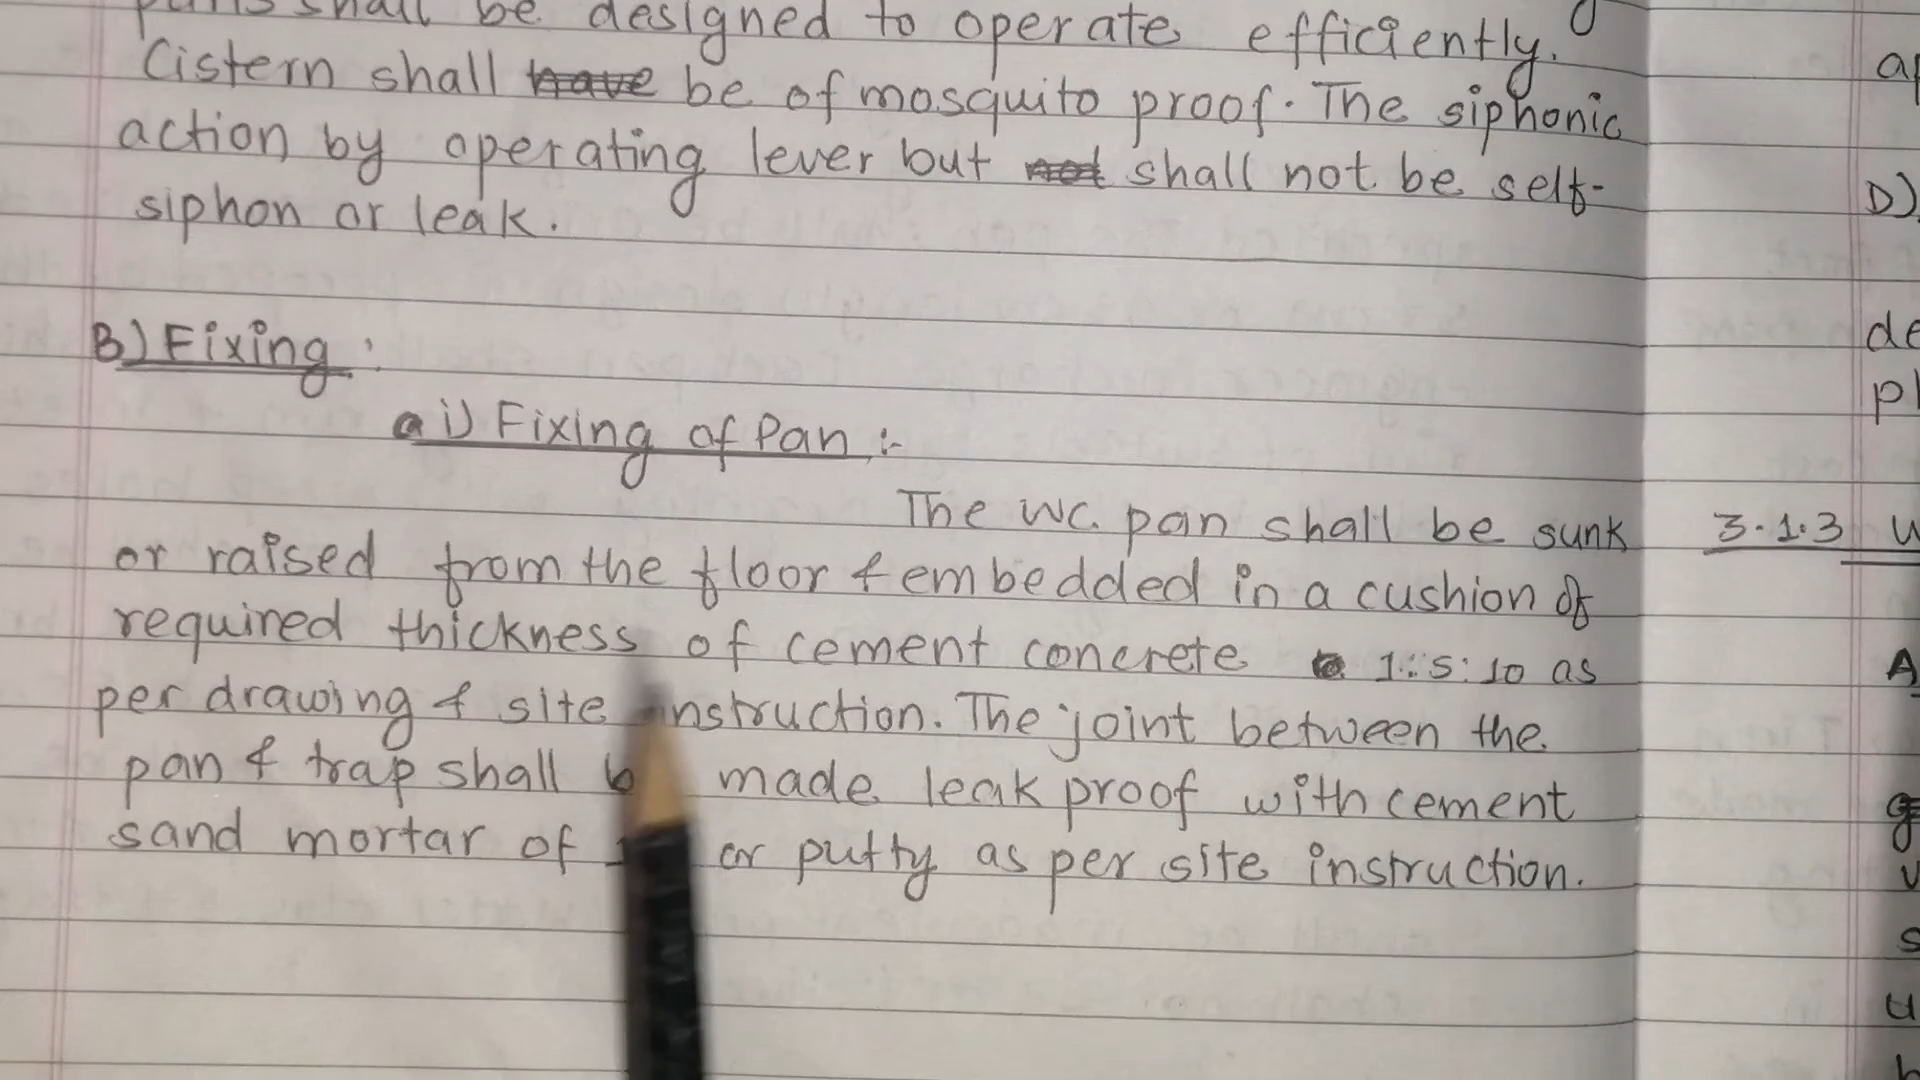 shall be designed to operate efficiently.
Cistern shall have be of mosquito proof. The siphonic
action by operating lever but not shall not be self-
siphon or leak.
B) Fixing :
a i) Fixing of Pan :-
The WC pan shall be sunk
or raised from the floor & embedded in a cushion of
required thickness of cement concrete 1:5:10 as
per drawing & site instruction. The joint between the
pan & trap shall made leak proof with cement
sand mortar of or putty as per site instruction.
D)
3.1.3
A